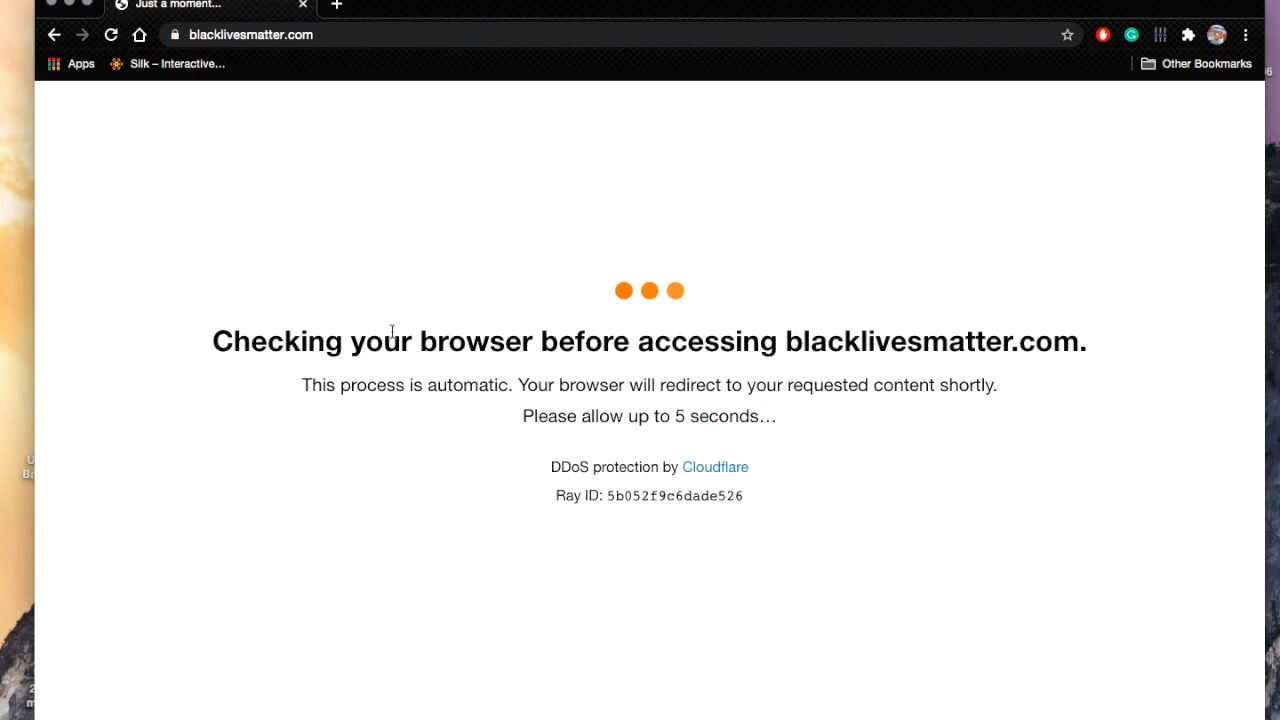 Just a moment...
blacklivesmatter.com
Apps
Silk – Interactive...
Other Bookmarks
Checking your browser before accessing blacklivesmatter.com.
This process is automatic. Your browser will redirect to your requested content shortly.
Please allow up to 5 seconds…
DDoS protection by Cloudflare
Ray ID: 5b052f9c6dade526